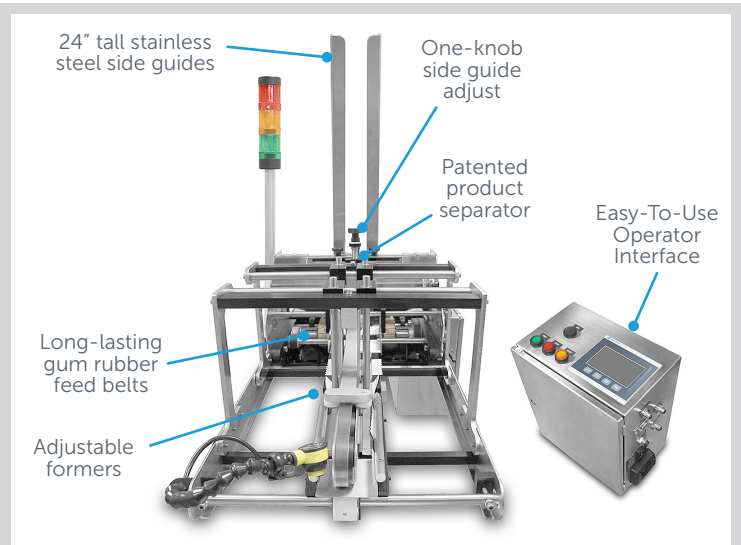 24” tall stainless
steel side guides
One-knob
side guide
adjust
Patented
product
separator
Easy-To-Use
Operator
Interface
Long-lasting
gum rubber
feed belts
Adjustable
formers